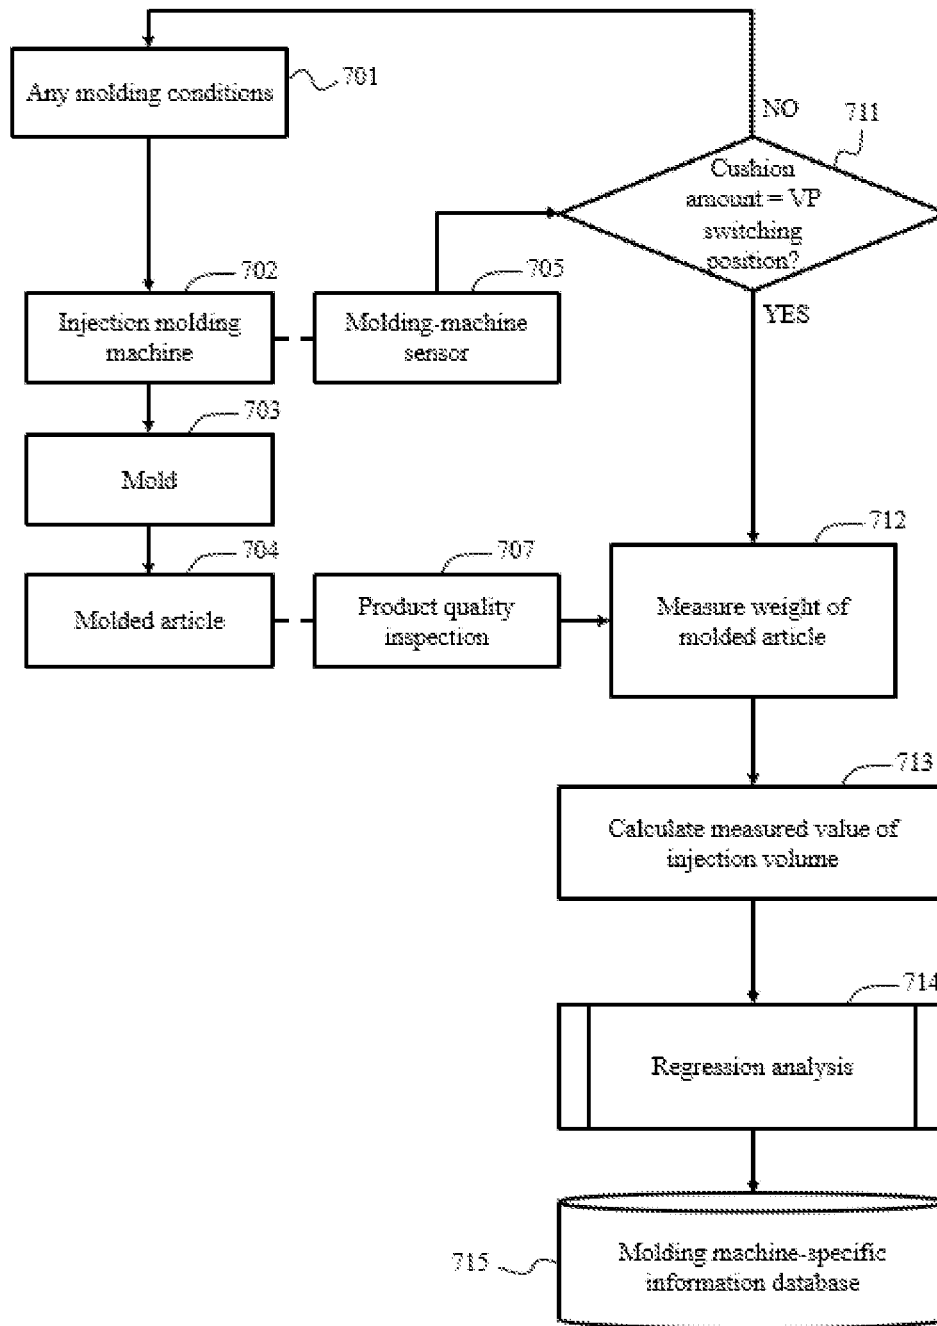 Any molding conditions
701
NO
711
Cushion
amount = VP
switching
position?
YES
702
Injection molding
machine
705
Molding-machine
sensor
703
Mold
704
Molded article
707
Product quality
inspection
712
Measure weight of
molded article
713
Calculate measured value of
injection volume
714
Regression analysis
715
Molding machine-specific
information database